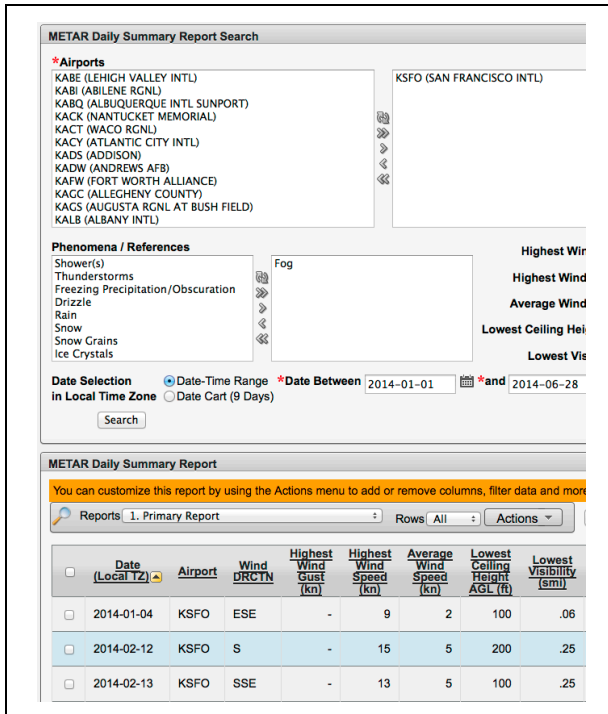 METAR Daily Summary Report Search
*Airports
KABE (LEHIGH VALLEY INTL)
KABI (ABILENE RGNL)
KABQ (ALBUQUERQUE INTL SUNPORT)
KACK (NANTUCKET MEMORIAL)
KACT (WACO RGNL)
KACY (ATLANTIC CITY INTL)
KADS (ADDISON)
KADW (ANDREWS AFB)
KAFW (FORT WORTH ALLIANCE)
KAGC (ALLEGHENY COUNTY)
KAGS (AUGUSTA RGNL AT BUSH FIELD)
KALB (ALBANY INTL)
KSFO (SAN FRANCISCO INTL)
Phenomena / References
Shower(s)
Thunderstorms
Freezing Precipitation/Obscuration
Drizzle
Rain
Snow
Snow Grains
Ice Crystals
Fog
Highest Win
Highest Wind
Average Wind
Lowest Ceiling Hei
Lowest Vis
Date Selection
in Local Time Zone
Date-Time Range
Date Cart (9 Days)
*Date Between 2014-01-01 *and 2014-06-28
Search
METAR Daily Summary Report
You can customize this report by using the Actions menu to add or remove columns, filter data and more
Reports 1. Primary Report Rows All Actions
Date (Local TZ) Airport Wind DRCTN Highest Wind Gust (kn) Highest Wind Speed (kn) Average Wind Speed (kn) Lowest Ceiling Height AGL (ft) Lowest Visibility (smi)
2014-01-04 KSFO ESE - 9 2 100 .06
2014-02-12 KSFO S - 15 5 200 .25
2014-02-13 KSFO SSE - 13 5 100 .25